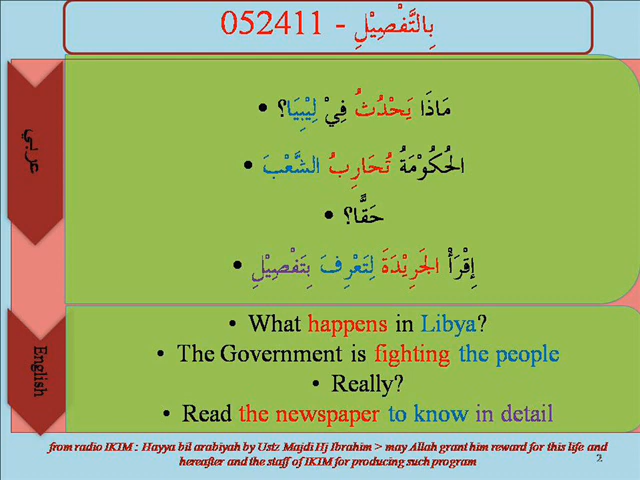 بِالتَّفْصِيْلِ - 052411
عربي
مَاذَا يَحْدُثُ فِيْ لِيْبِيَا؟ •
الحُكُوْمَةُ تُحَارِبُ الشَّعْبَ •
حَقًّا؟ •
إِقْرَأْ الجَرِيْدَةَ لِتَعْرِفَ بِتَفْصِيْلِ •
English
• What happens in Libya?
• The Government is fighting the people
• Really?
• Read the newspaper to know in detail
from radio IKIM : Hayya bil arabiyah by Ustz Majdi Hj Ibrahim > may Allah grant him reward for this life and
hereafter and the staff of IKIM for producing such program
2